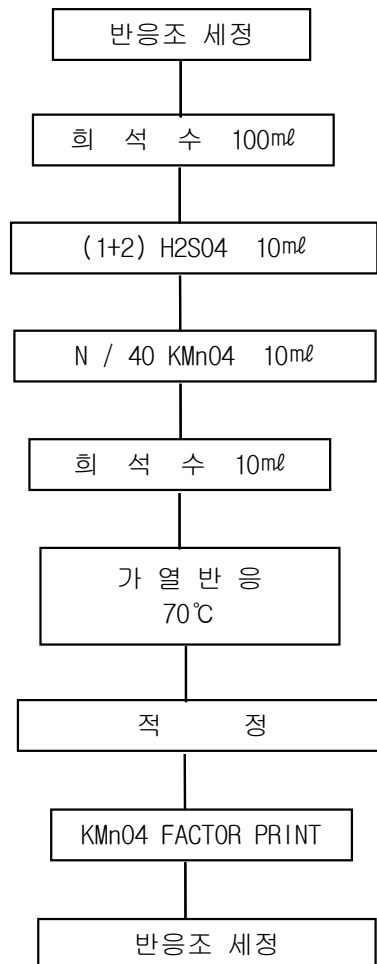 반응조 세정
희 석 수 100㎖
(1+2) H2SO4 10㎖
N / 40 KMnO4 10㎖
희 석 수 10㎖
가 열 반 응
70℃
적 정
KMnO4 FACTOR PRINT
반응조 세정